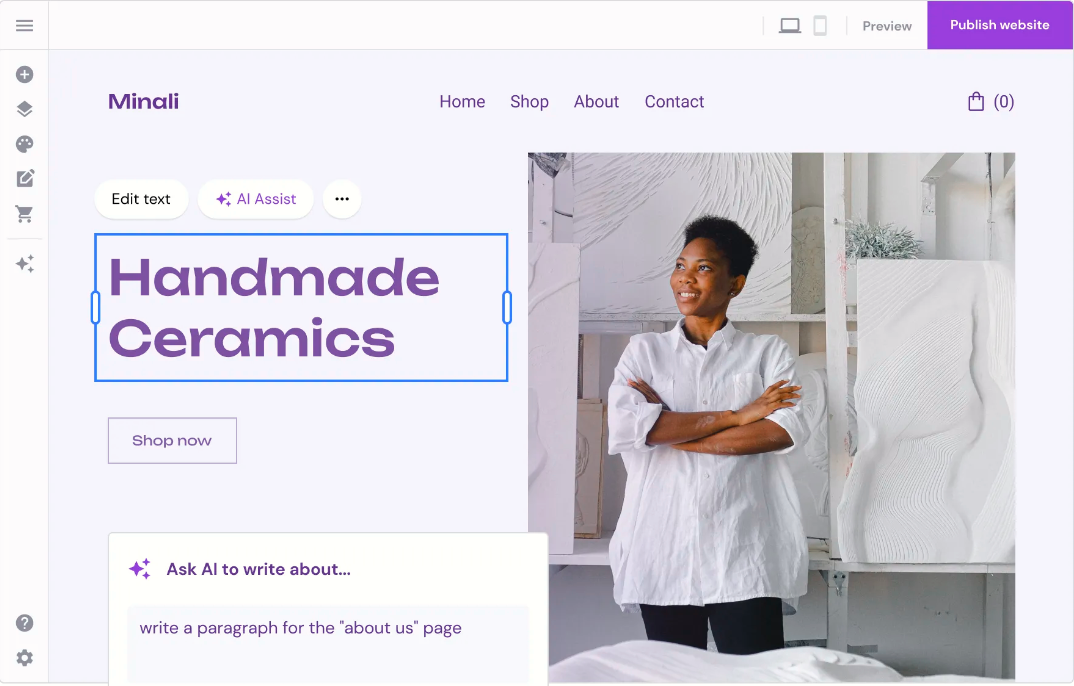 Preview
Publish website
Minali
Home Shop About Contact
(0)
Edit text
AI Assist
Handmade
Ceramics
Shop now
Ask AI to write about...
write a paragraph for the "about us" page